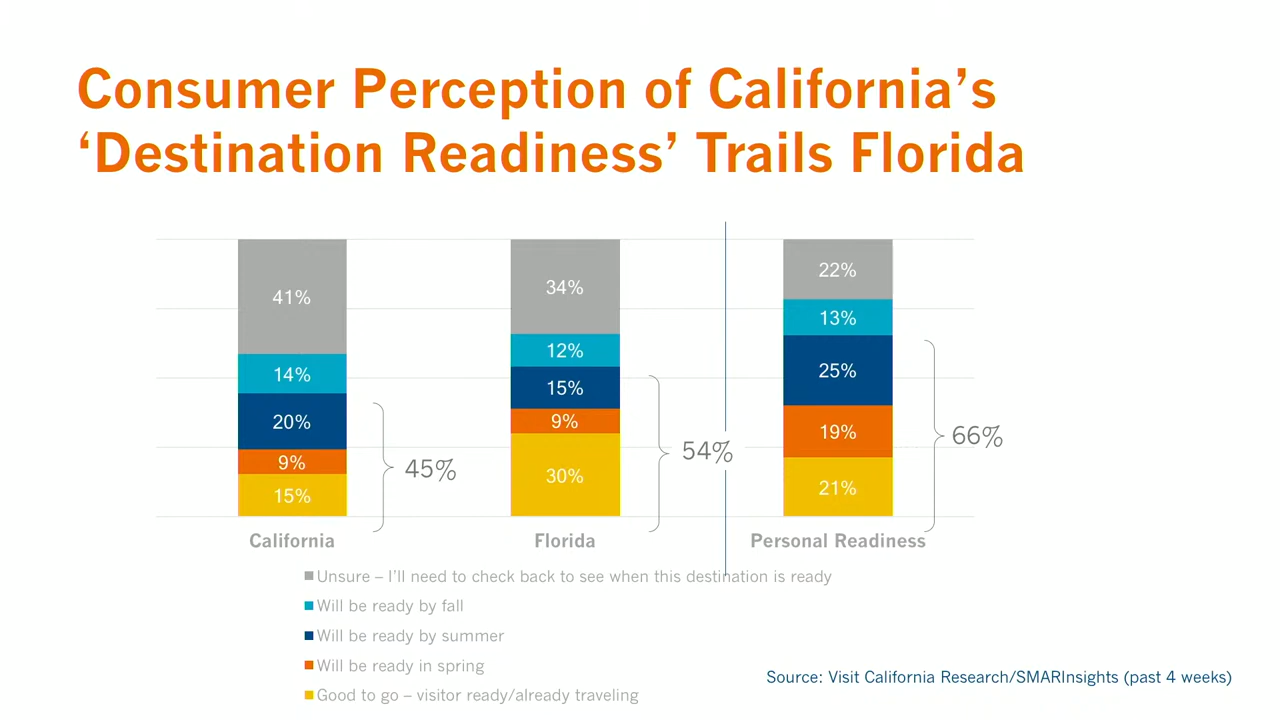 Consumer Perception of California’s
‘Destination Readiness’ Trails Florida
41%
14%
20%
9%
15%
45%
California
34%
12%
15%
9%
30%
54%
Florida
22%
13%
25%
19%
21%
66%
Personal Readiness
Unsure – I’ll need to check back to see when this destination is ready
Will be ready by fall
Will be ready by summer
Will be ready in spring
Good to go – visitor ready/already traveling
Source: Visit California Research/SMARInsights (past 4 weeks)